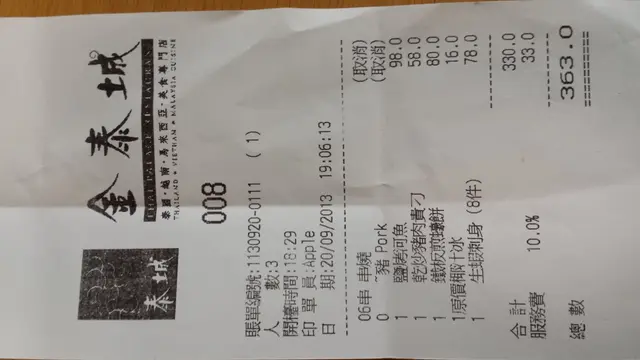 泰城
金泰城
THAI PALACE RESTAURANT
泰國·越南·馬來西亞·美食專門店
THAILAND • VIETNAM • MALAYSIA CUISINE
008
賬單編號:1130920-0111 ( 1)
人 數:3
開檯時間:18:29
印 單 員:Apple
日 期:20/09/2013 19:06:13
06串 串燒 (取消)
0 ~豬 Pork (取消)
1 鹽烤河魚 98.0
1 乾炒豬肉貴刁 58.0
1 鐵板煎蠔餅 80.0
1原價椰汁水 16.0
1 生蝦刺身 (8件) 78.0
合 計 330.0
服務費 10.0% 33.0
總 數 363.0